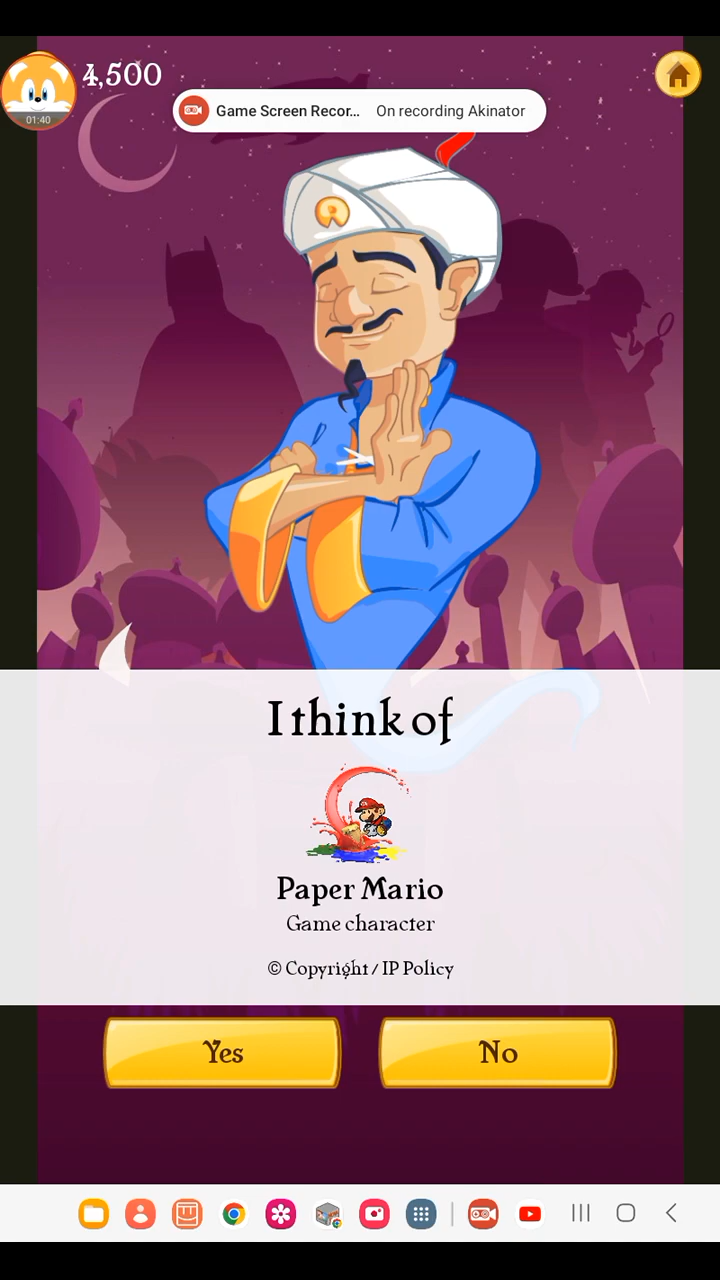 4,500
01:40
Game Screen Recor... On recording Akinator
I think of
Paper Mario
Game character
© Copyright / IP Policy
Yes
No